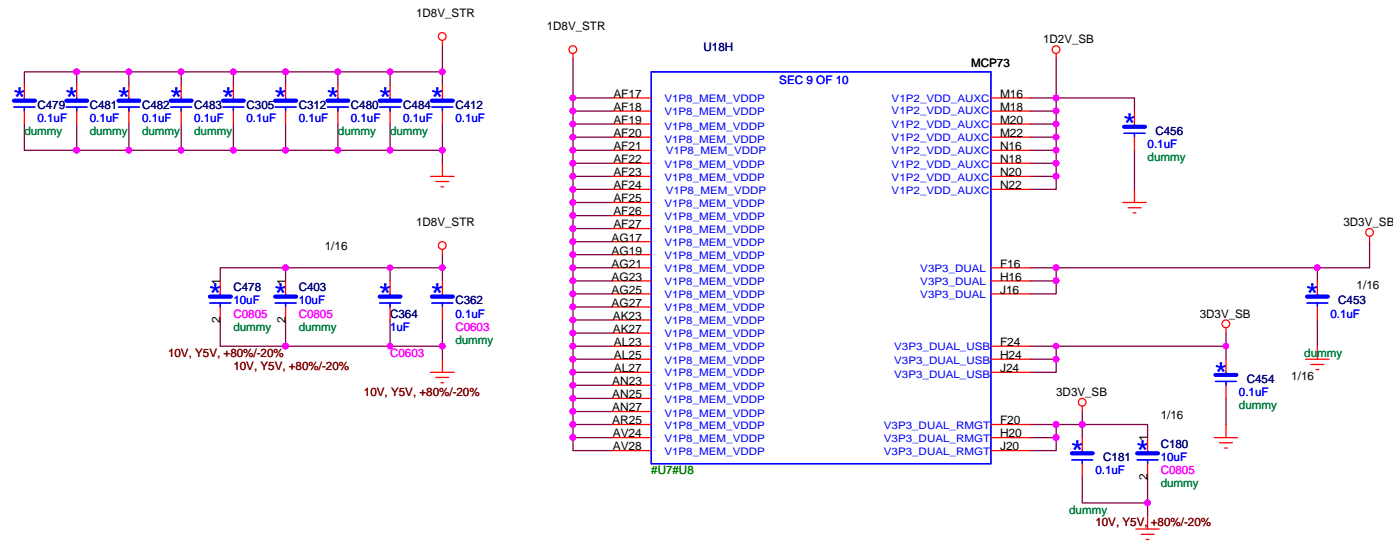 1D8V_STR
C479
0.1uF
dummy
C481
0.1uF
dummy
C482
0.1uF
dummy
C483
0.1uF
dummy
C305
0.1uF
C312
0.1uF
C480
0.1uF
dummy
C484
0.1uF
dummy
C412
0.1uF
1D8V_STR
1/16
1
C478
10uF
C0805
dummy
2
1
C403
10uF
C0805
dummy
2
C364
1uF
C0603
C362
0.1uF
C0603
dummy
10V, Y5V, +80%/-20%
10V, Y5V, +80%/-20%
10V, Y5V, +80%/-20%
1D8V_STR
U18H
MCP73
SEC 9 OF 10
AF17 V1P8_MEM_VDDP
AF18 V1P8_MEM_VDDP
AF19 V1P8_MEM_VDDP
AF20 V1P8_MEM_VDDP
AF21 V1P8_MEM_VDDP
AF22 V1P8_MEM_VDDP
AF23 V1P8_MEM_VDDP
AF24 V1P8_MEM_VDDP
AF25 V1P8_MEM_VDDP
AF26 V1P8_MEM_VDDP
AF27 V1P8_MEM_VDDP
AG17 V1P8_MEM_VDDP
AG19 V1P8_MEM_VDDP
AG21 V1P8_MEM_VDDP
AG23 V1P8_MEM_VDDP
AG25 V1P8_MEM_VDDP
AG27 V1P8_MEM_VDDP
AK23 V1P8_MEM_VDDP
AK27 V1P8_MEM_VDDP
AL23 V1P8_MEM_VDDP
AL25 V1P8_MEM_VDDP
AL27 V1P8_MEM_VDDP
AN23 V1P8_MEM_VDDP
AN25 V1P8_MEM_VDDP
AN27 V1P8_MEM_VDDP
AR25 V1P8_MEM_VDDP
AV24 V1P8_MEM_VDDP
AV28 V1P8_MEM_VDDP
#U7#U8
1D2V_SB
V1P2_VDD_AUXC M16
V1P2_VDD_AUXC M18
V1P2_VDD_AUXC M20
V1P2_VDD_AUXC M22
V1P2_VDD_AUXC N16
V1P2_VDD_AUXC N18
V1P2_VDD_AUXC N20
V1P2_VDD_AUXC N22
C456
0.1uF
dummy
3D3V_SB
V3P3_DUAL F16
V3P3_DUAL H16
V3P3_DUAL J16
1/16
C453
0.1uF
dummy
1/16
3D3V_SB
V3P3_DUAL_USB F24
V3P3_DUAL_USB H24
V3P3_DUAL_USB J24
C454
0.1uF
dummy
3D3V_SB
1/16
V3P3_DUAL_RMGT F20
V3P3_DUAL_RMGT H20
V3P3_DUAL_RMGT J20
C181
0.1uF
dummy
1
C180
10uF
C0805
dummy
2
10V, Y5V, +80%/-20%